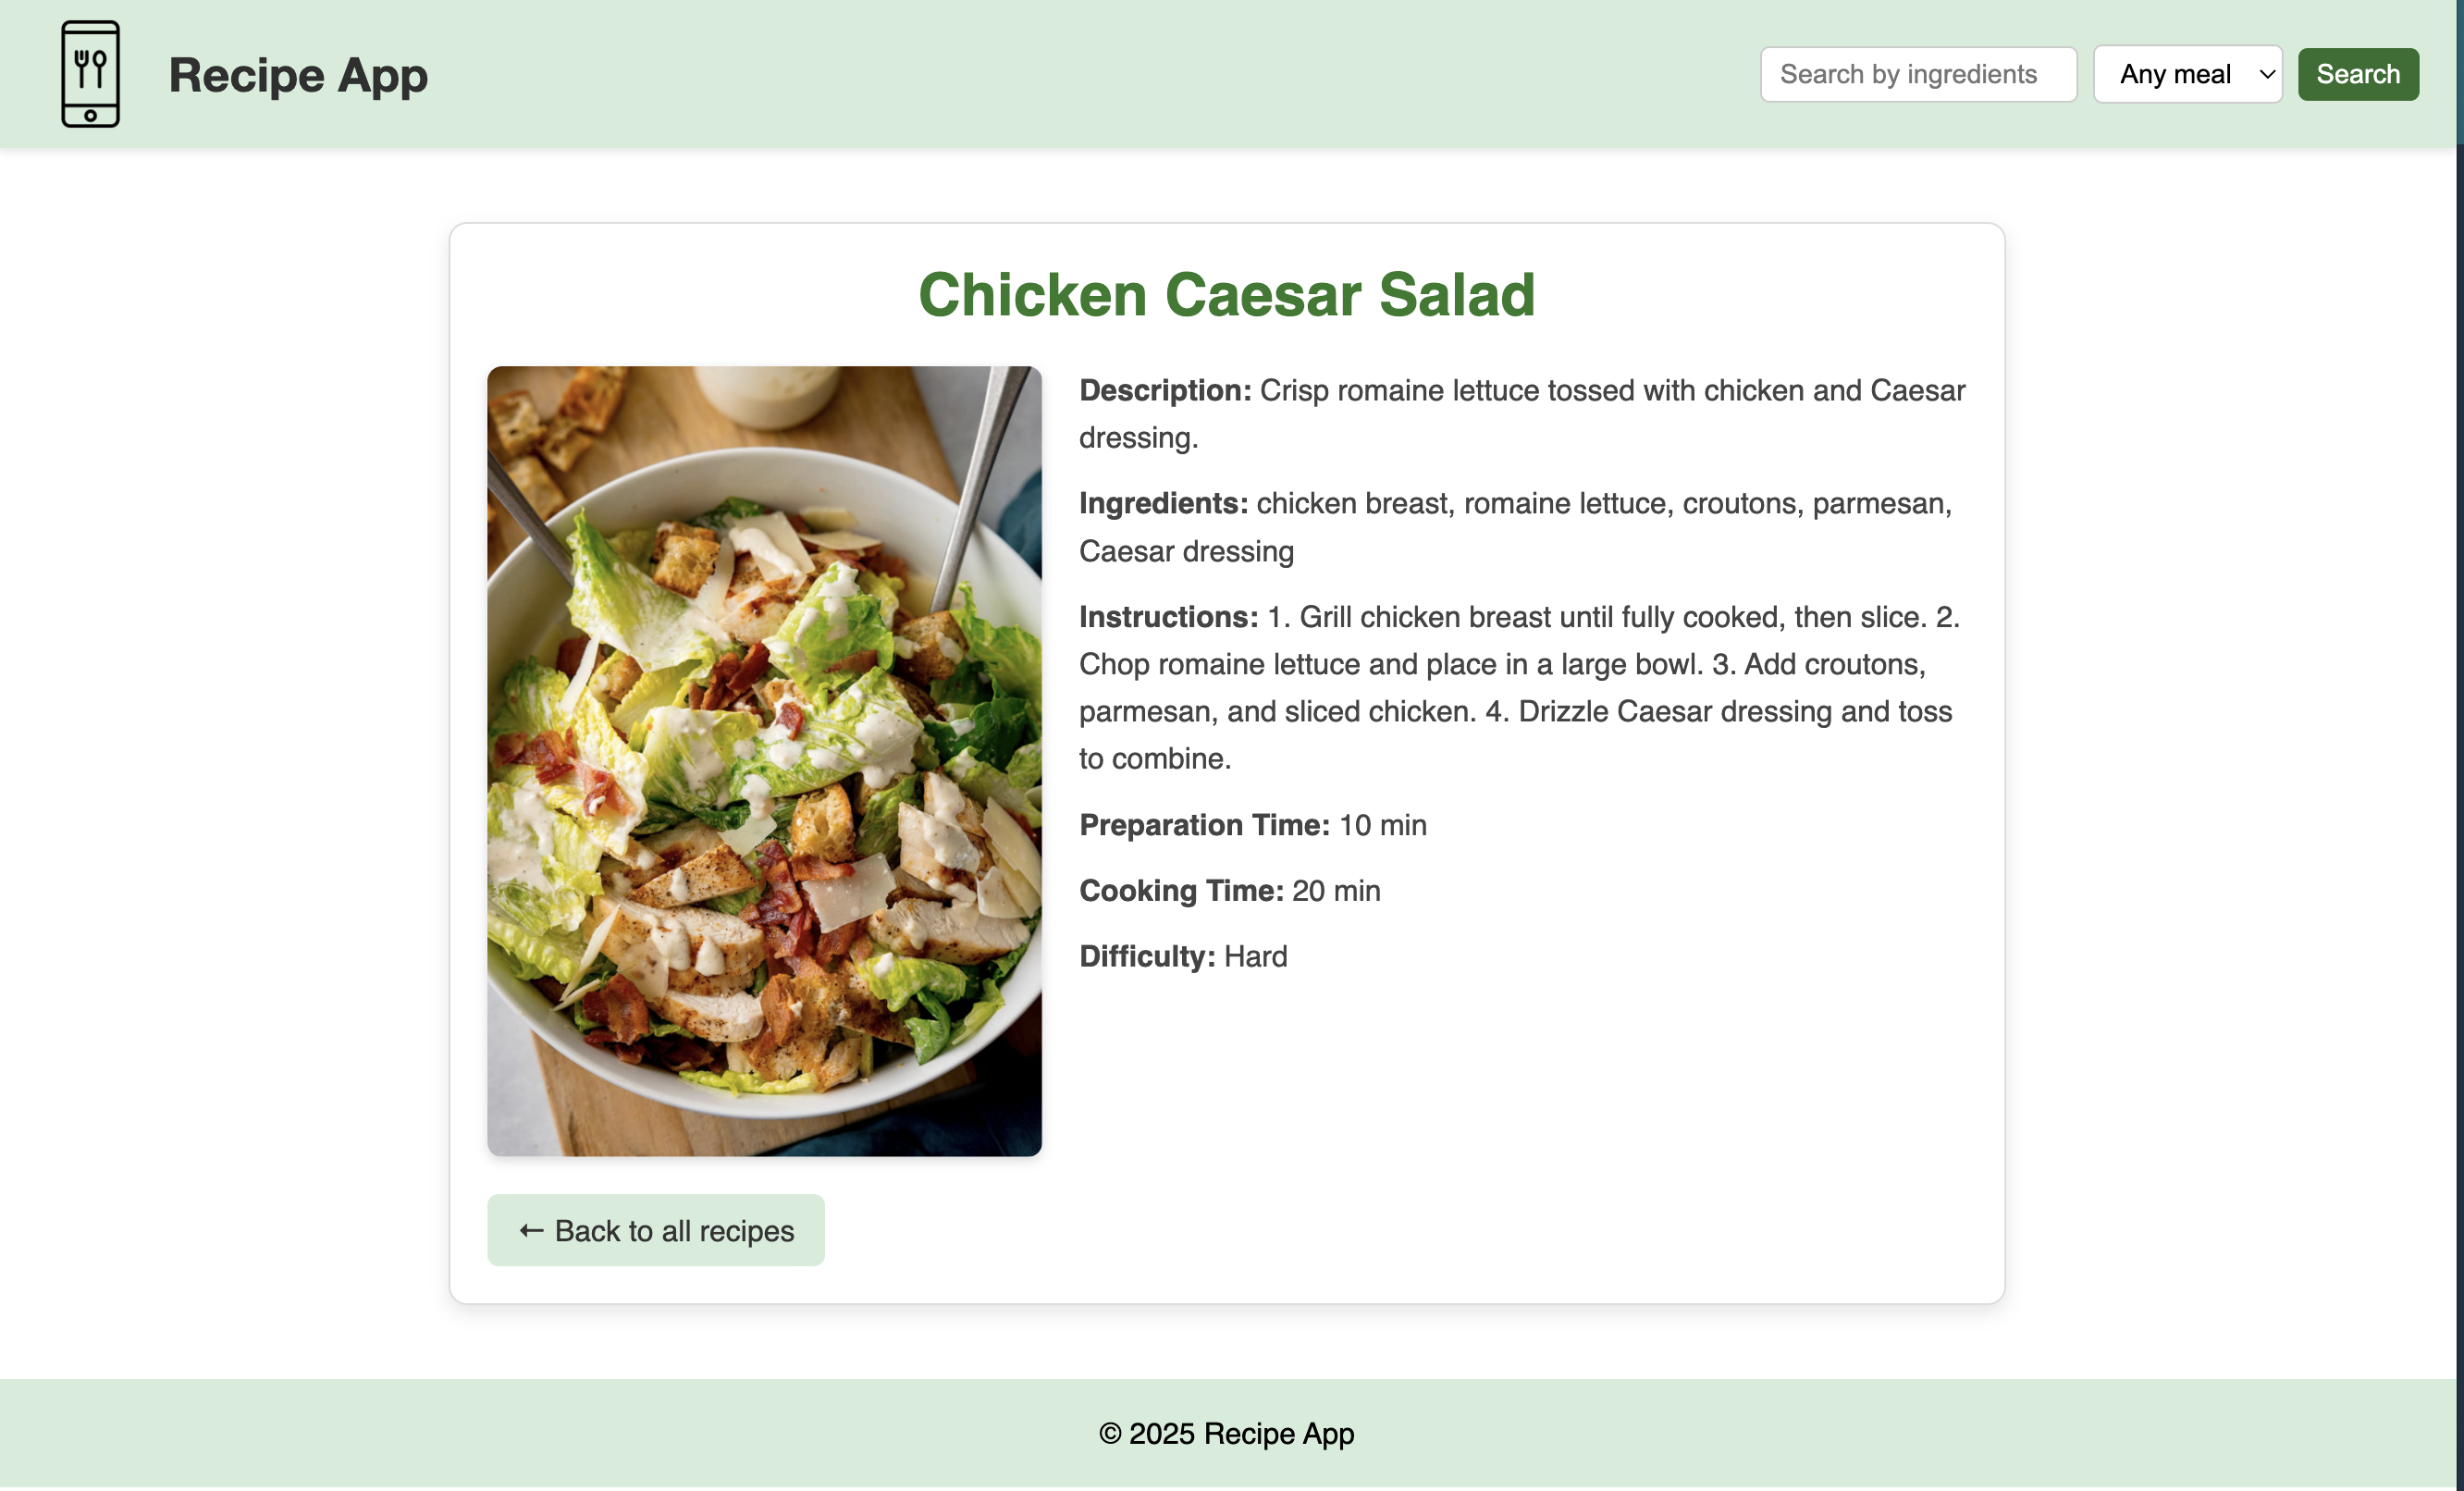 Recipe App
Search by ingredients
Any meal
Search
Chicken Caesar Salad
Description: Crisp romaine lettuce tossed with chicken and Caesar
dressing.
Ingredients: chicken breast, romaine lettuce, croutons, parmesan,
Caesar dressing
Instructions: 1. Grill chicken breast until fully cooked, then slice. 2.
Chop romaine lettuce and place in a large bowl. 3. Add croutons,
parmesan, and sliced chicken. 4. Drizzle Caesar dressing and toss
to combine.
Preparation Time: 10 min
Cooking Time: 20 min
Difficulty: Hard
← Back to all recipes
© 2025 Recipe App